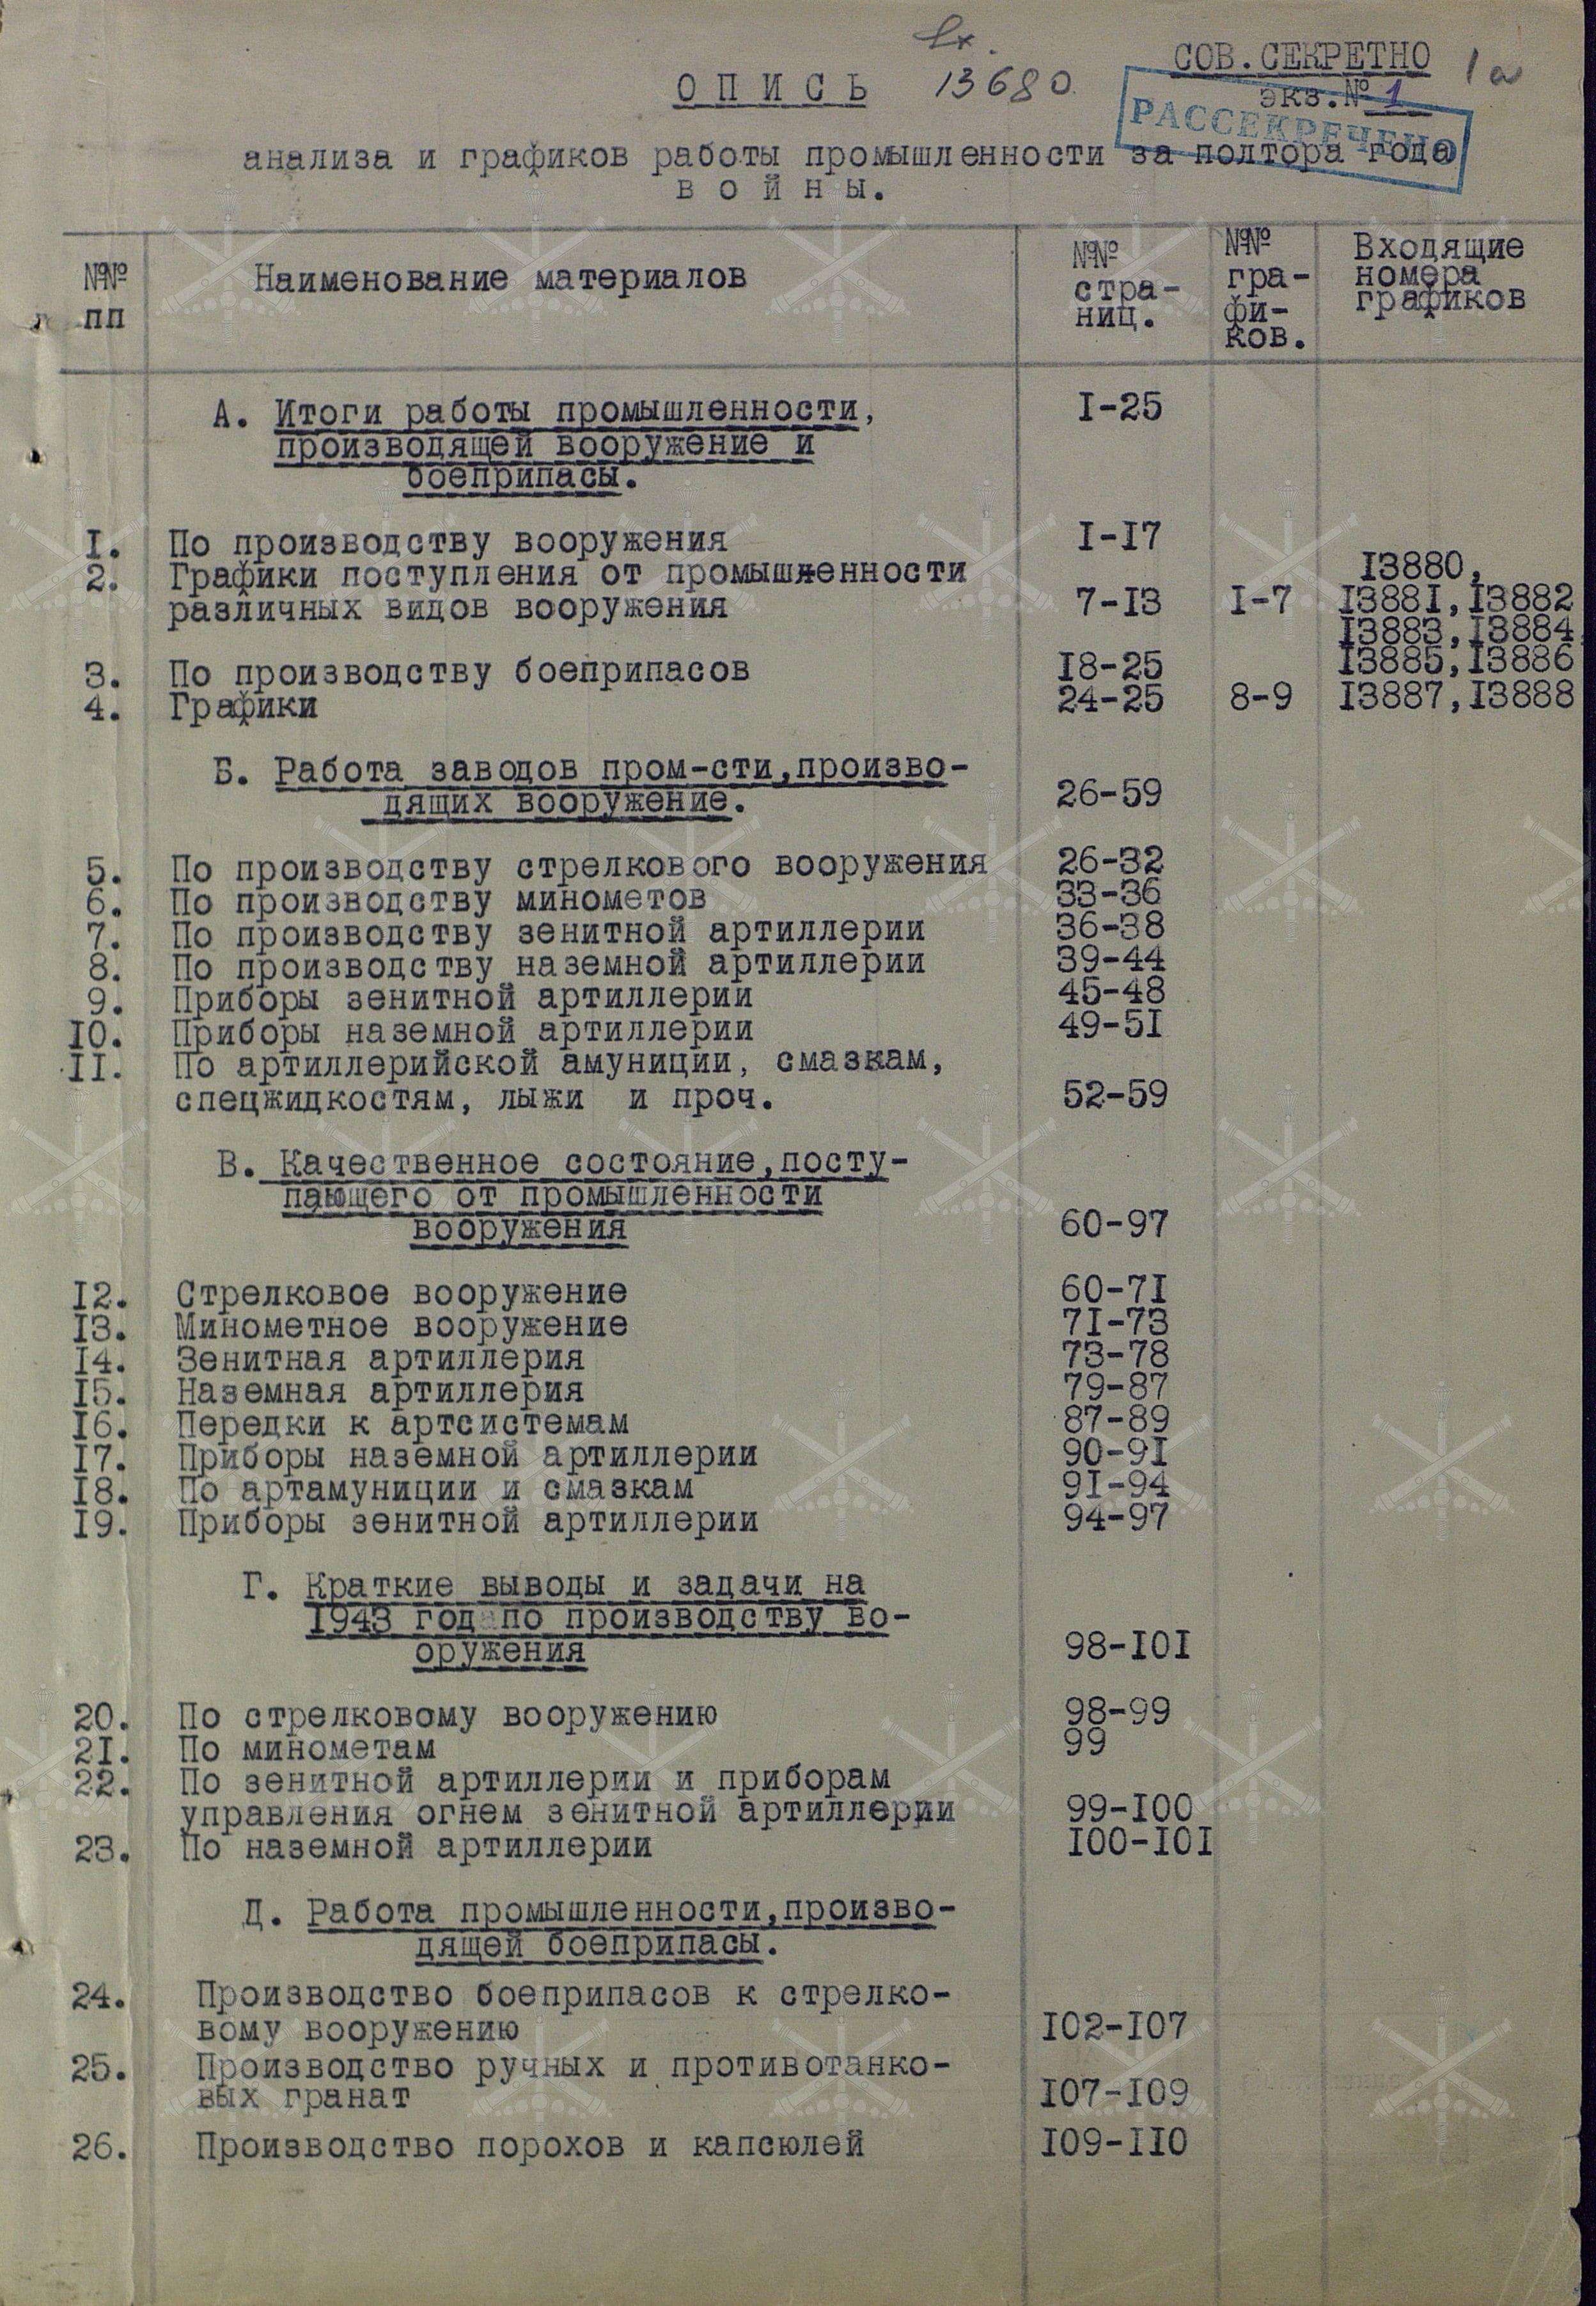 Вх.
СОВ.СЕКРЕТНО 1а
ОПИСЬ 13680
экз.№ 1
РАССЕКРЕЧЕНО
анализа и графиков работы промышленности за полтора года
войны.
№№ пп
Наименование материалов
№№ стра-
ниц.
№№ гра-
фи-
ков.
Входящие
номера
графиков
А. Итоги работы промышленности, I-25
производящей вооружение и
боеприпасы.
I. По производству вооружения I-I7
2. Графики поступления от промышленности I3880,
различных видов вооружения 7-I3 I-7 I388I,I3882
I3883,I3884
3. По производству боеприпасов I8-25 I3885,I3886
4. Графики 24-25 8-9 I3887,I3888
Б. Работа заводов пром-сти,произво-
дящих вооружение. 26-59
5. По производству стрелкового вооружения 26-32
6. По производству минометов 33-36
7. По производству зенитной артиллерии 36-38
8. По производству наземной артиллерии 39-44
9. Приборы зенитной артиллерии 45-48
I0. Приборы наземной артиллерии 49-5I
II. По артиллерийской амуниции, смазкам,
спецжидкостям, лыжи и проч. 52-59
В. Качественное состояние,посту-
пающего от промышленности
вооружения 60-97
I2. Стрелковое вооружение 60-7I
I3. Минометное вооружение 7I-73
I4. Зенитная артиллерия 73-78
I5. Наземная артиллерия 79-87
I6. Передки к артсистемам 87-89
I7. Приборы наземной артиллерии 90-9I
I8. По артамуниции и смазкам 9I-94
I9. Приборы зенитной артиллерии 94-97
Г. Краткие выводы и задачи на
I943 год по производству во-
оружения 98-I0I
20. По стрелковому вооружению 98-99
2I. По минометам 99
22. По зенитной артиллерии и приборам
управления огнем зенитной артиллерии 99-I00
23. По наземной артиллерии I00-I0I
Д. Работа промышленности,произво-
дящей боеприпасы.
24. Производство боеприпасов к стрелко-
вому вооружению I02-I07
25. Производство ручных и противотанко-
вых гранат I07-I09
26. Производство порохов и капсюлей I09-II0